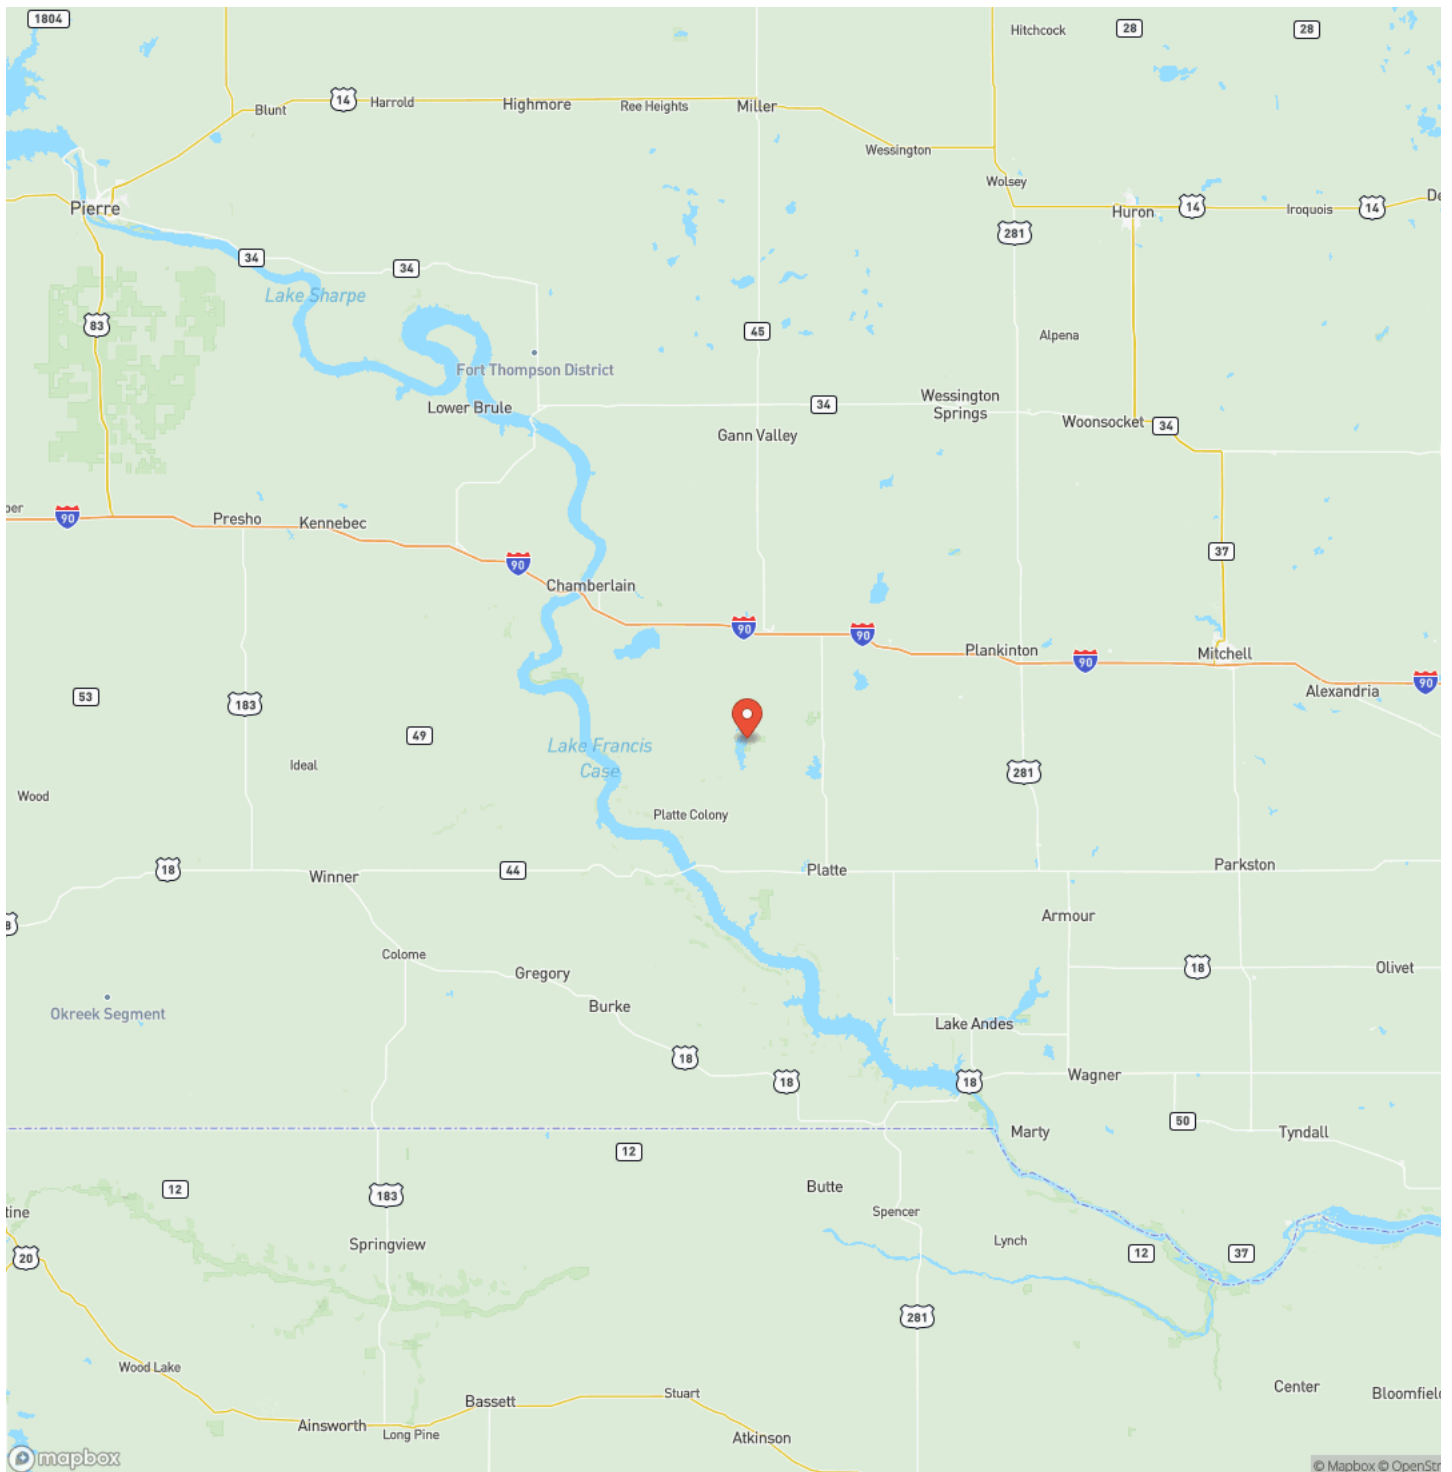 1804
Hitchcock
28
28
Blunt
14
Harrold
Highmore
Ree Heights
Miller
Wessington
Wolsey
Pierre
Huron
14
Iroquois
14
De
281
34
34
Lake Sharpe
83
45
Alpena
Fort Thompson District
Lower Brule
34
Wessington
Springs
Woonsocket
34
Gann Valley
ber
90
Presho
Kennebec
37
90
Chamberlain
90
90
Plankinton
90
Mitchell
90
Alexandria
53
183
49
Lake Francis
Case
Ideal
281
Wood
Platte Colony
18
Winner
44
Platte
Parkston
8
Armour
Colome
Gregory
18
Olivet
Okreek Segment
Burke
Lake Andes
18
18
18
Wagner
50
Marty
Tyndall
12
12
183
Butte
Spencer
tine
20
Springview
Lynch
12
37
281
Wood Lake
Bassett
Stuart
Center
Bloomfield
Ainsworth
Long Pine
Atkinson
mapbox
© Mapbox © OpenStr